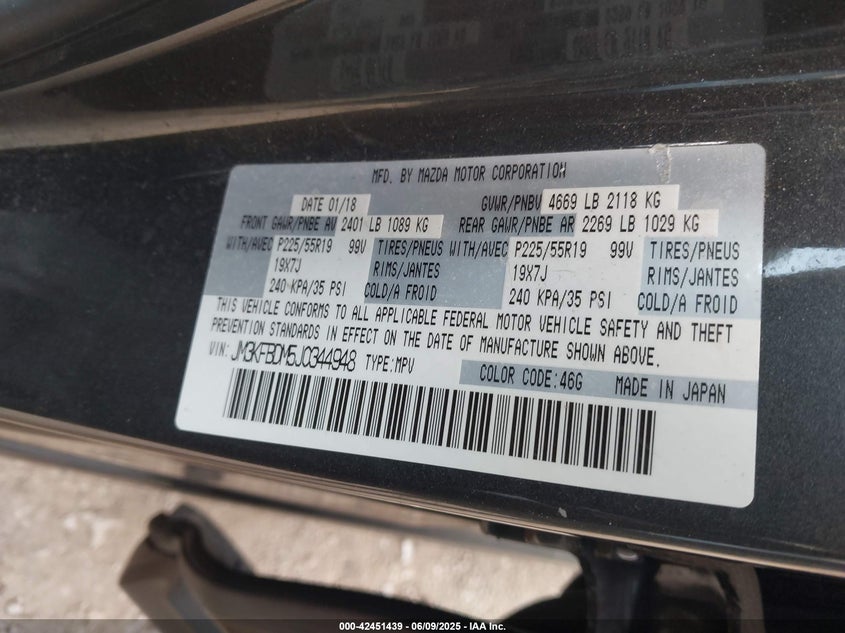 MFD. BY MAZDA MOTOR CORPORATION
DATE 01/18 GVWR/PNBV 4669 LB 2118 KG
FRONT GAWR/PNBE AV 2401 LB 1089 KG REAR GAWR/PNBE AR 2269 LB 1029 KG
WITH/AVEC P225/55R19 99V TIRES/PNEUS WITH/AVEC P225/55R19 99V TIRES/PNEUS
19X7J RIMS/JANTES 19X7J RIMS/JANTES
240 KPA/35 PSI COLD/A FROID 240 KPA/35 PSI COLD/A FROID
THIS VEHICLE CONFORMS TO ALL APPLICABLE FEDERAL MOTOR VEHICLE SAFETY AND THEFT
PREVENTION STANDARDS IN EFFECT ON THE DATE OF MANUFACTURE SHOWN ABOVE.
VIN: JM3KFBDM5J0344948 TYPE:MPV
COLOR CODE:46G MADE IN JAPAN
000-42451439 - 06/09/2025 - IAA Inc.